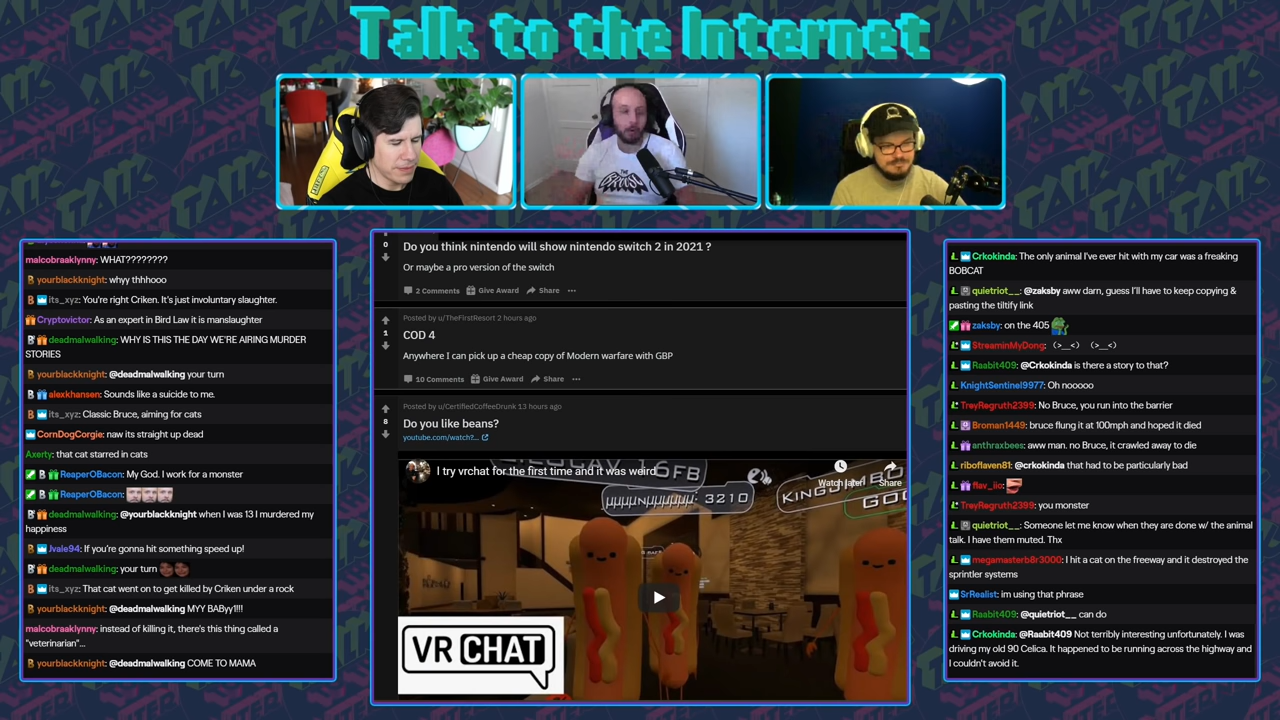 Talk to the Internet
THE
BRUSS
malcobraaklynny: WHAT????????
yourblackknight: whyy thhhooo
its_xyz: You're right Criken. It's just involuntary slaughter.
Cryptovictor: As an expert in Bird Law it is manslaughter
deadmalwalking: WHY IS THIS THE DAY WE'RE AIRING MURDER
STORIES
yourblackknight: @deadmalwalking your turn
alexkhansen: Sounds like a suicide to me.
its_xyz: Classic Bruce, aiming for cats
CornDogCorgie: naw its straight up dead
Axerty: that cat starred in cats
ReaperOBacon: My God. I work for a monster
ReaperOBacon:
deadmalwalking: @yourblackknight when I was 13 I murdered my
happiness
Jvale94: If you're gonna hit something speed up!
deadmalwalking: your turn
its_xyz: That cat went on to get killed by Criken under a rock
yourblackknight: @deadmalwalking MYY BABy1!!!
malcobraaklynny: instead of killing it, there's this thing called a
"veterinarian"...
yourblackknight: @deadmalwalking COME TO MAMA
0
Do you think nintendo will show nintendo switch 2 in 2021 ?
Or maybe a pro version of the switch
2 Comments Give Award Share ···
Posted by u/TheFirstResort 2 hours ago
1
COD 4
Anywhere I can pick up a cheap copy of Modern warfare with GBP
10 Comments Give Award Share ···
Posted by u/CertifiedCoffeeDrunk 13 hours ago
8
Do you like beans?
youtube.com/watch?...
I try vrchat for the first time and it was weird
Watch later
Share
3210
VR CHAT
Crkokinda: The only animal I've ever hit with my car was a freaking
BOBCAT
quietriot__: @zaksby aww darn, guess I'll have to keep copying &
pasting the tiltify link
zaksby: on the 405
StreaminMyDong: (>__<) (>__<)
Raabit409: @Crkokinda is there a story to that?
KnightSentinel9977: Oh nooooo
TreyRegruth2399: No Bruce, you run into the barrier
Broman1449: bruce flung it at 100mph and hoped it died
anthraxbees: aww man. no Bruce, it crawled away to die
riboflaven81: @crkokinda that had to be particularly bad
flav_iio:
TreyRegruth2399: you monster
quietriot__: Someone let me know when they are done w/ the animal
talk. I have them muted. Thx
megamasterb8r3000: I hit a cat on the freeway and it destroyed the
sprintler systems
SrRealist: im using that phrase
Raabit409: @quietriot__ can do
Crkokinda: @Raabit409 Not terribly interesting unfortunately. I was
driving my old 90 Celica. It happened to be running across the highway and
I couldn't avoid it.